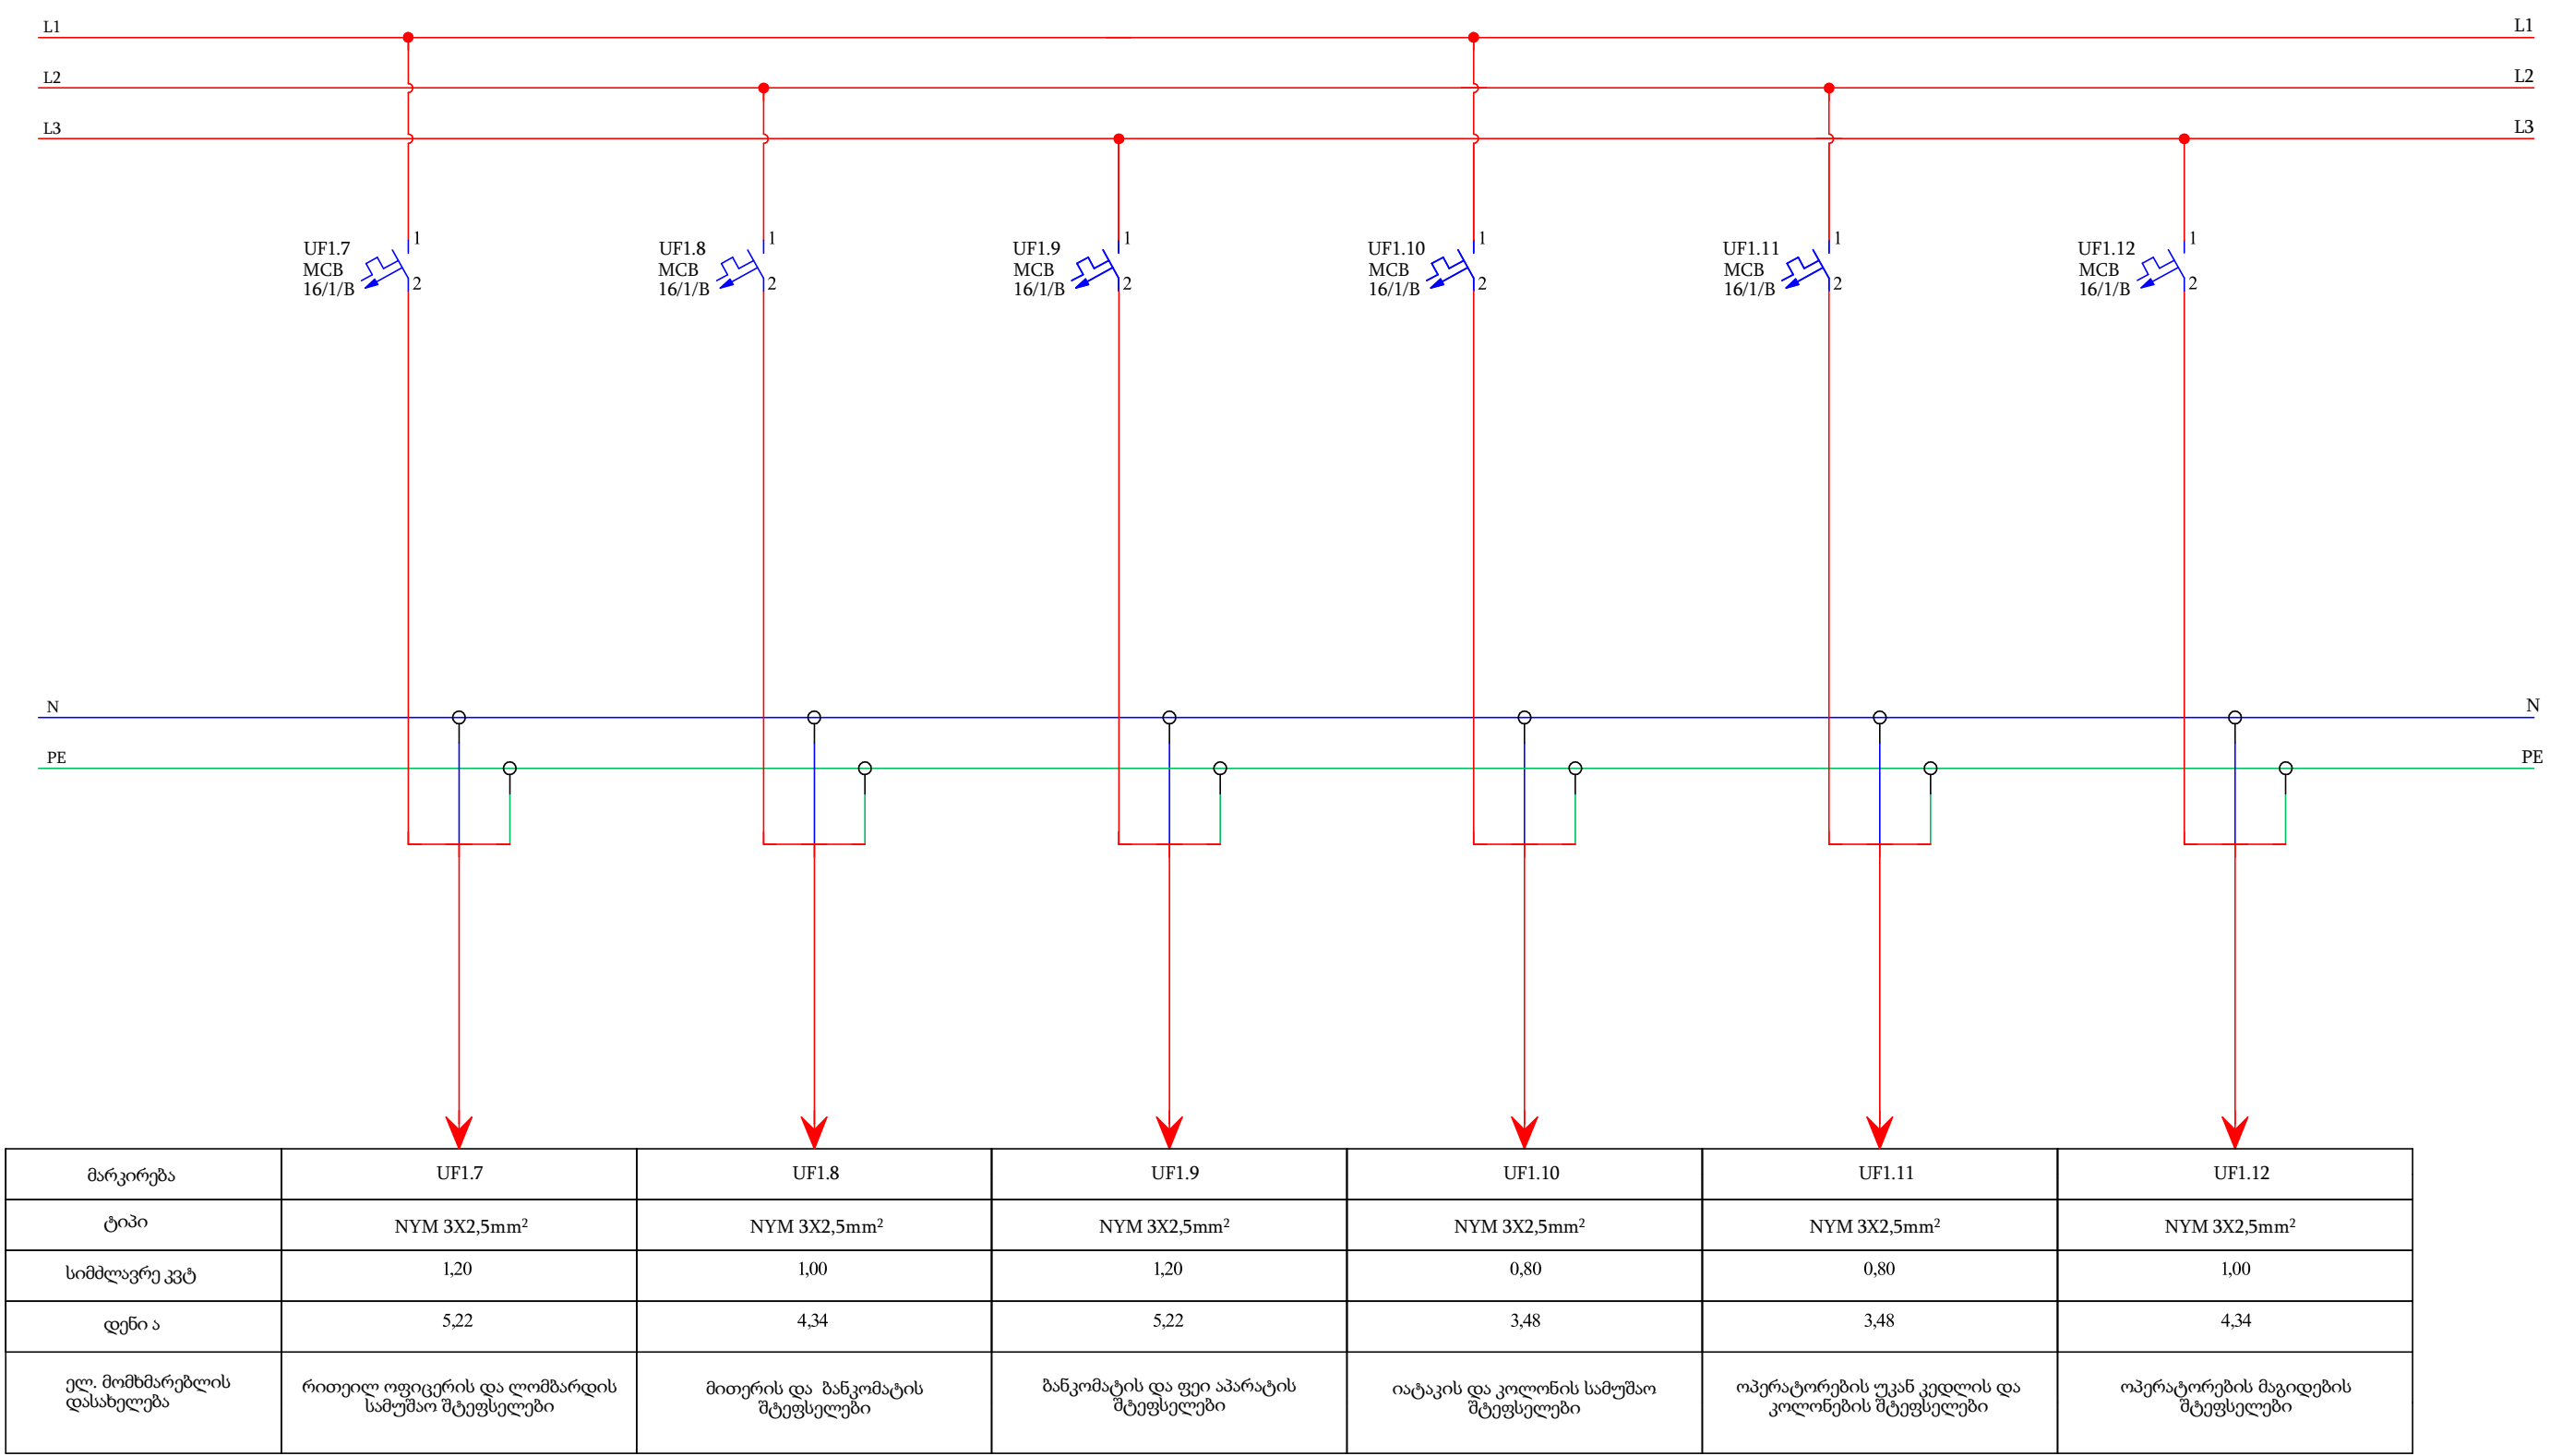 L1 L1
L2 L2
L3 L3
UF1.7
MCB
16/1/B
1
2
UF1.8
MCB
16/1/B
1
2
UF1.9
MCB
16/1/B
1
2
UF1.10
MCB
16/1/B
1
2
UF1.11
MCB
16/1/B
1
2
UF1.12
MCB
16/1/B
1
2
N N
PE PE
მარკირება UF1.7 UF1.8 UF1.9 UF1.10 UF1.11 UF1.12
ტიპი NYM 3X2,5mm² NYM 3X2,5mm² NYM 3X2,5mm² NYM 3X2,5mm² NYM 3X2,5mm² NYM 3X2,5mm²
სიმძლავრე კვტ 1,20 1,00 1,20 0,80 0,80 1,00
დენი ა 5,22 4,34 5,22 3,48 3,48 4,34
ელ. მომხმარებლის
დასახელება
რითეილ ოფიცერის და ლომბარდის
სამუშაო შტეფსელები
მითერის და ბანკომატის
შტეფსელები
ბანკომატის და ფეი აპარატის
შტეფსელები
იატაკის და კოლონის სამუშაო
შტეფსელები
ოპერატორების უკან კედლის და
კოლონების შტეფსელები
ოპერატორების მაგიდების
შტეფსელები